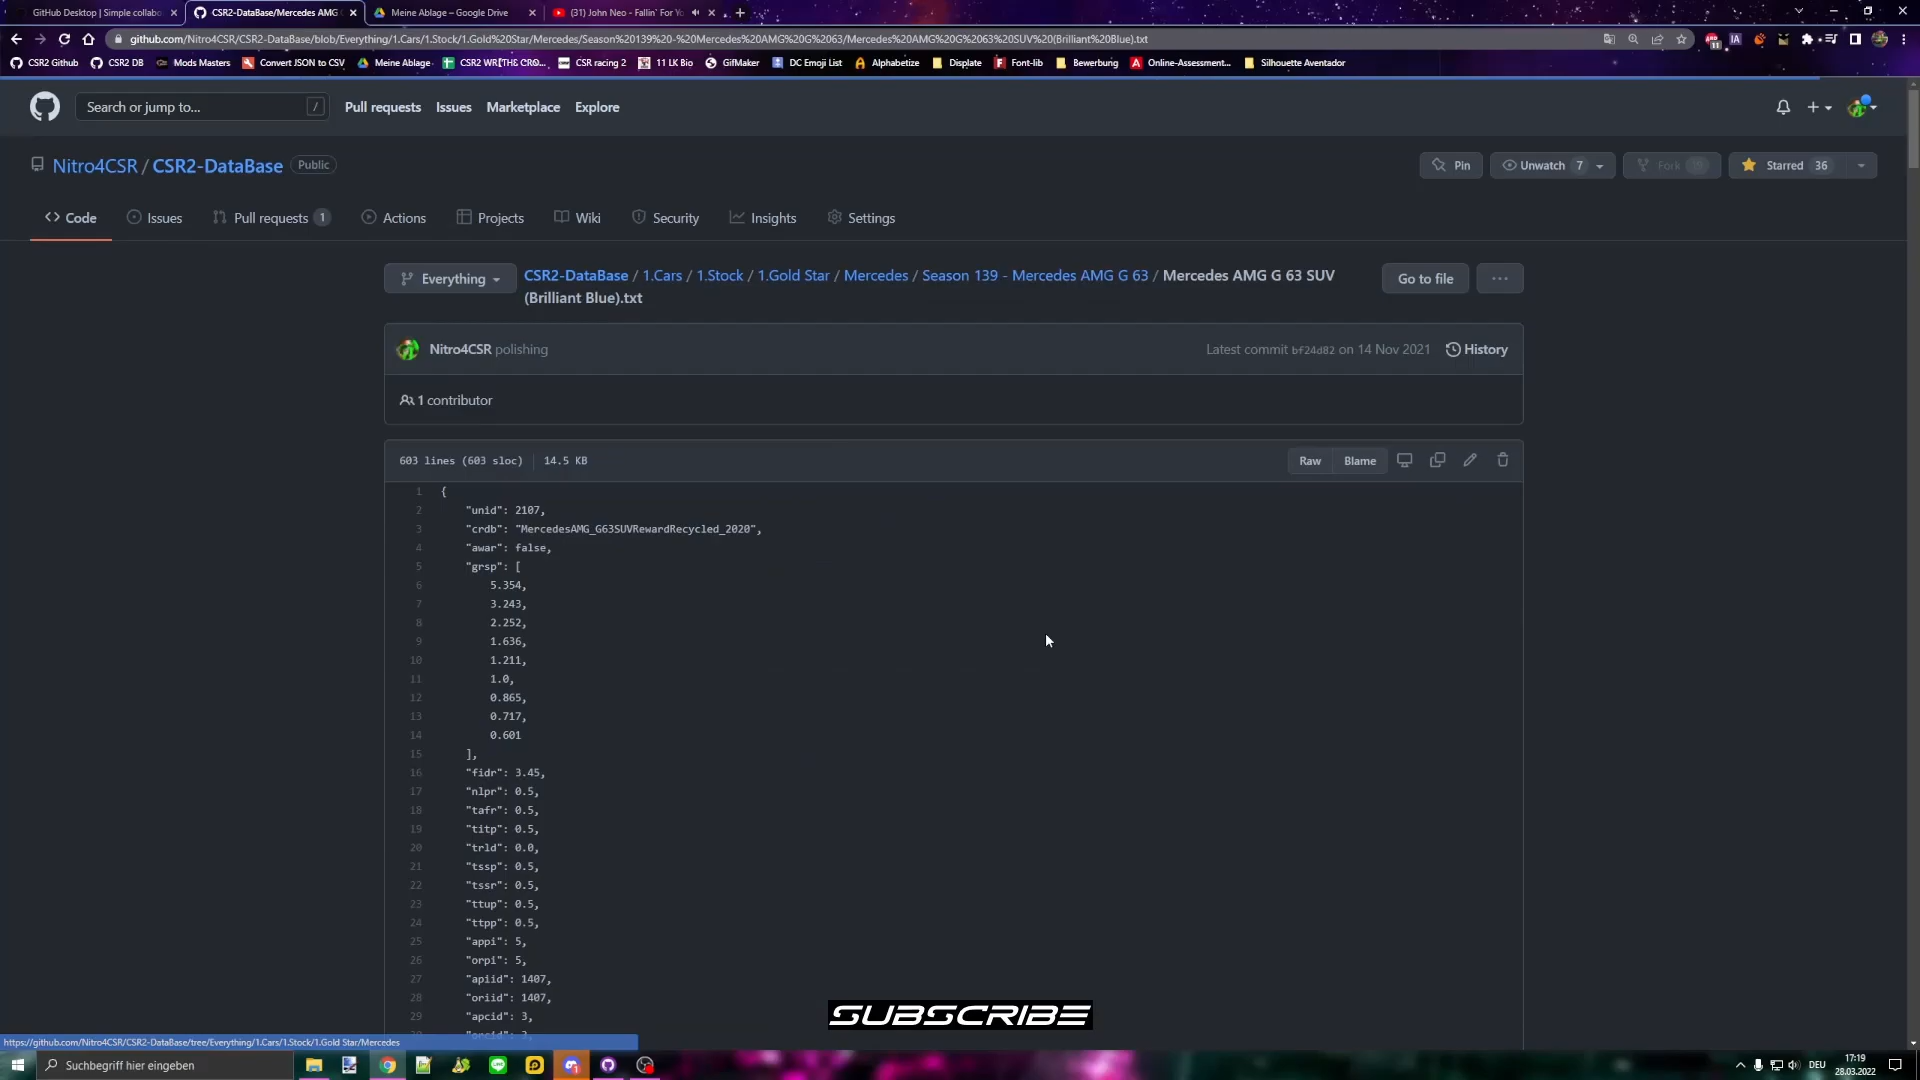 GitHub Desktop | Simple collabo
CSR2-DataBase/Mercedes AMG
Meine Ablage – Google Drive
(31) John Neo - Fallin' For Yo
github.com/Nitro4CSR/CSR2-DataBase/blob/Everything/1.Cars/1.Stock/1.Gold%20Star/Mercedes/Season%20139%20-%20Mercedes%20AMG%20G%2063/Mercedes%20AMG%20G%2063%20SUV%20(Brilliant%20Blue).txt
CSR2 Github
CSR2 DB
Mods Masters
Convert JSON to CSV
Meine Ablage
CSR2 WR[THE CRO...
CSR racing 2
11 LK Bio
GifMaker
DC Emoji List
Alphabetize
Displate
Font-lib
Bewerbung
Online-Assessment...
Silhouette Aventador
Search or jump to...
/
Pull requests
Issues
Marketplace
Explore
Nitro4CSR / CSR2-DataBase
Public
Pin
Unwatch 7
Fork
Starred 36
Code
Issues
Pull requests 1
Actions
Projects
Wiki
Security
Insights
Settings
Everything
CSR2-DataBase / 1.Cars / 1.Stock / 1.Gold Star / Mercedes / Season 139 - Mercedes AMG G 63 / Mercedes AMG G 63 SUV
(Brilliant Blue).txt
Go to file
Nitro4CSR polishing
Latest commit bf24d82 on 14 Nov 2021
History
1 contributor
603 lines (603 sloc)
14.5 KB
Raw
Blame
1 {
2 "unid": 2107,
3 "crdb": "MercedesAMG_G63SUVRewardRecycled_2020",
4 "awar": false,
5 "grsp": [
6 5.354,
7 3.243,
8 2.252,
9 1.636,
10 1.211,
11 1.0,
12 0.865,
13 0.717,
14 0.601
15 ],
16 "fidr": 3.45,
17 "nlpr": 0.5,
18 "tafr": 0.5,
19 "titp": 0.5,
20 "trld": 0.0,
21 "tssp": 0.5,
22 "tssr": 0.5,
23 "ttup": 0.5,
24 "ttpp": 0.5,
25 "appi": 5,
26 "orpi": 5,
27 "apiid": 1407,
28 "oriid": 1407,
29 "apcid": 3,
SUBSCRIBE
https://github.com/Nitro4CSR/CSR2-DataBase/tree/Everything/1.Cars/1.Stock/1.Gold Star/Mercedes
Suchbegriff hier eingeben
DEU
17:19
28.03.2022